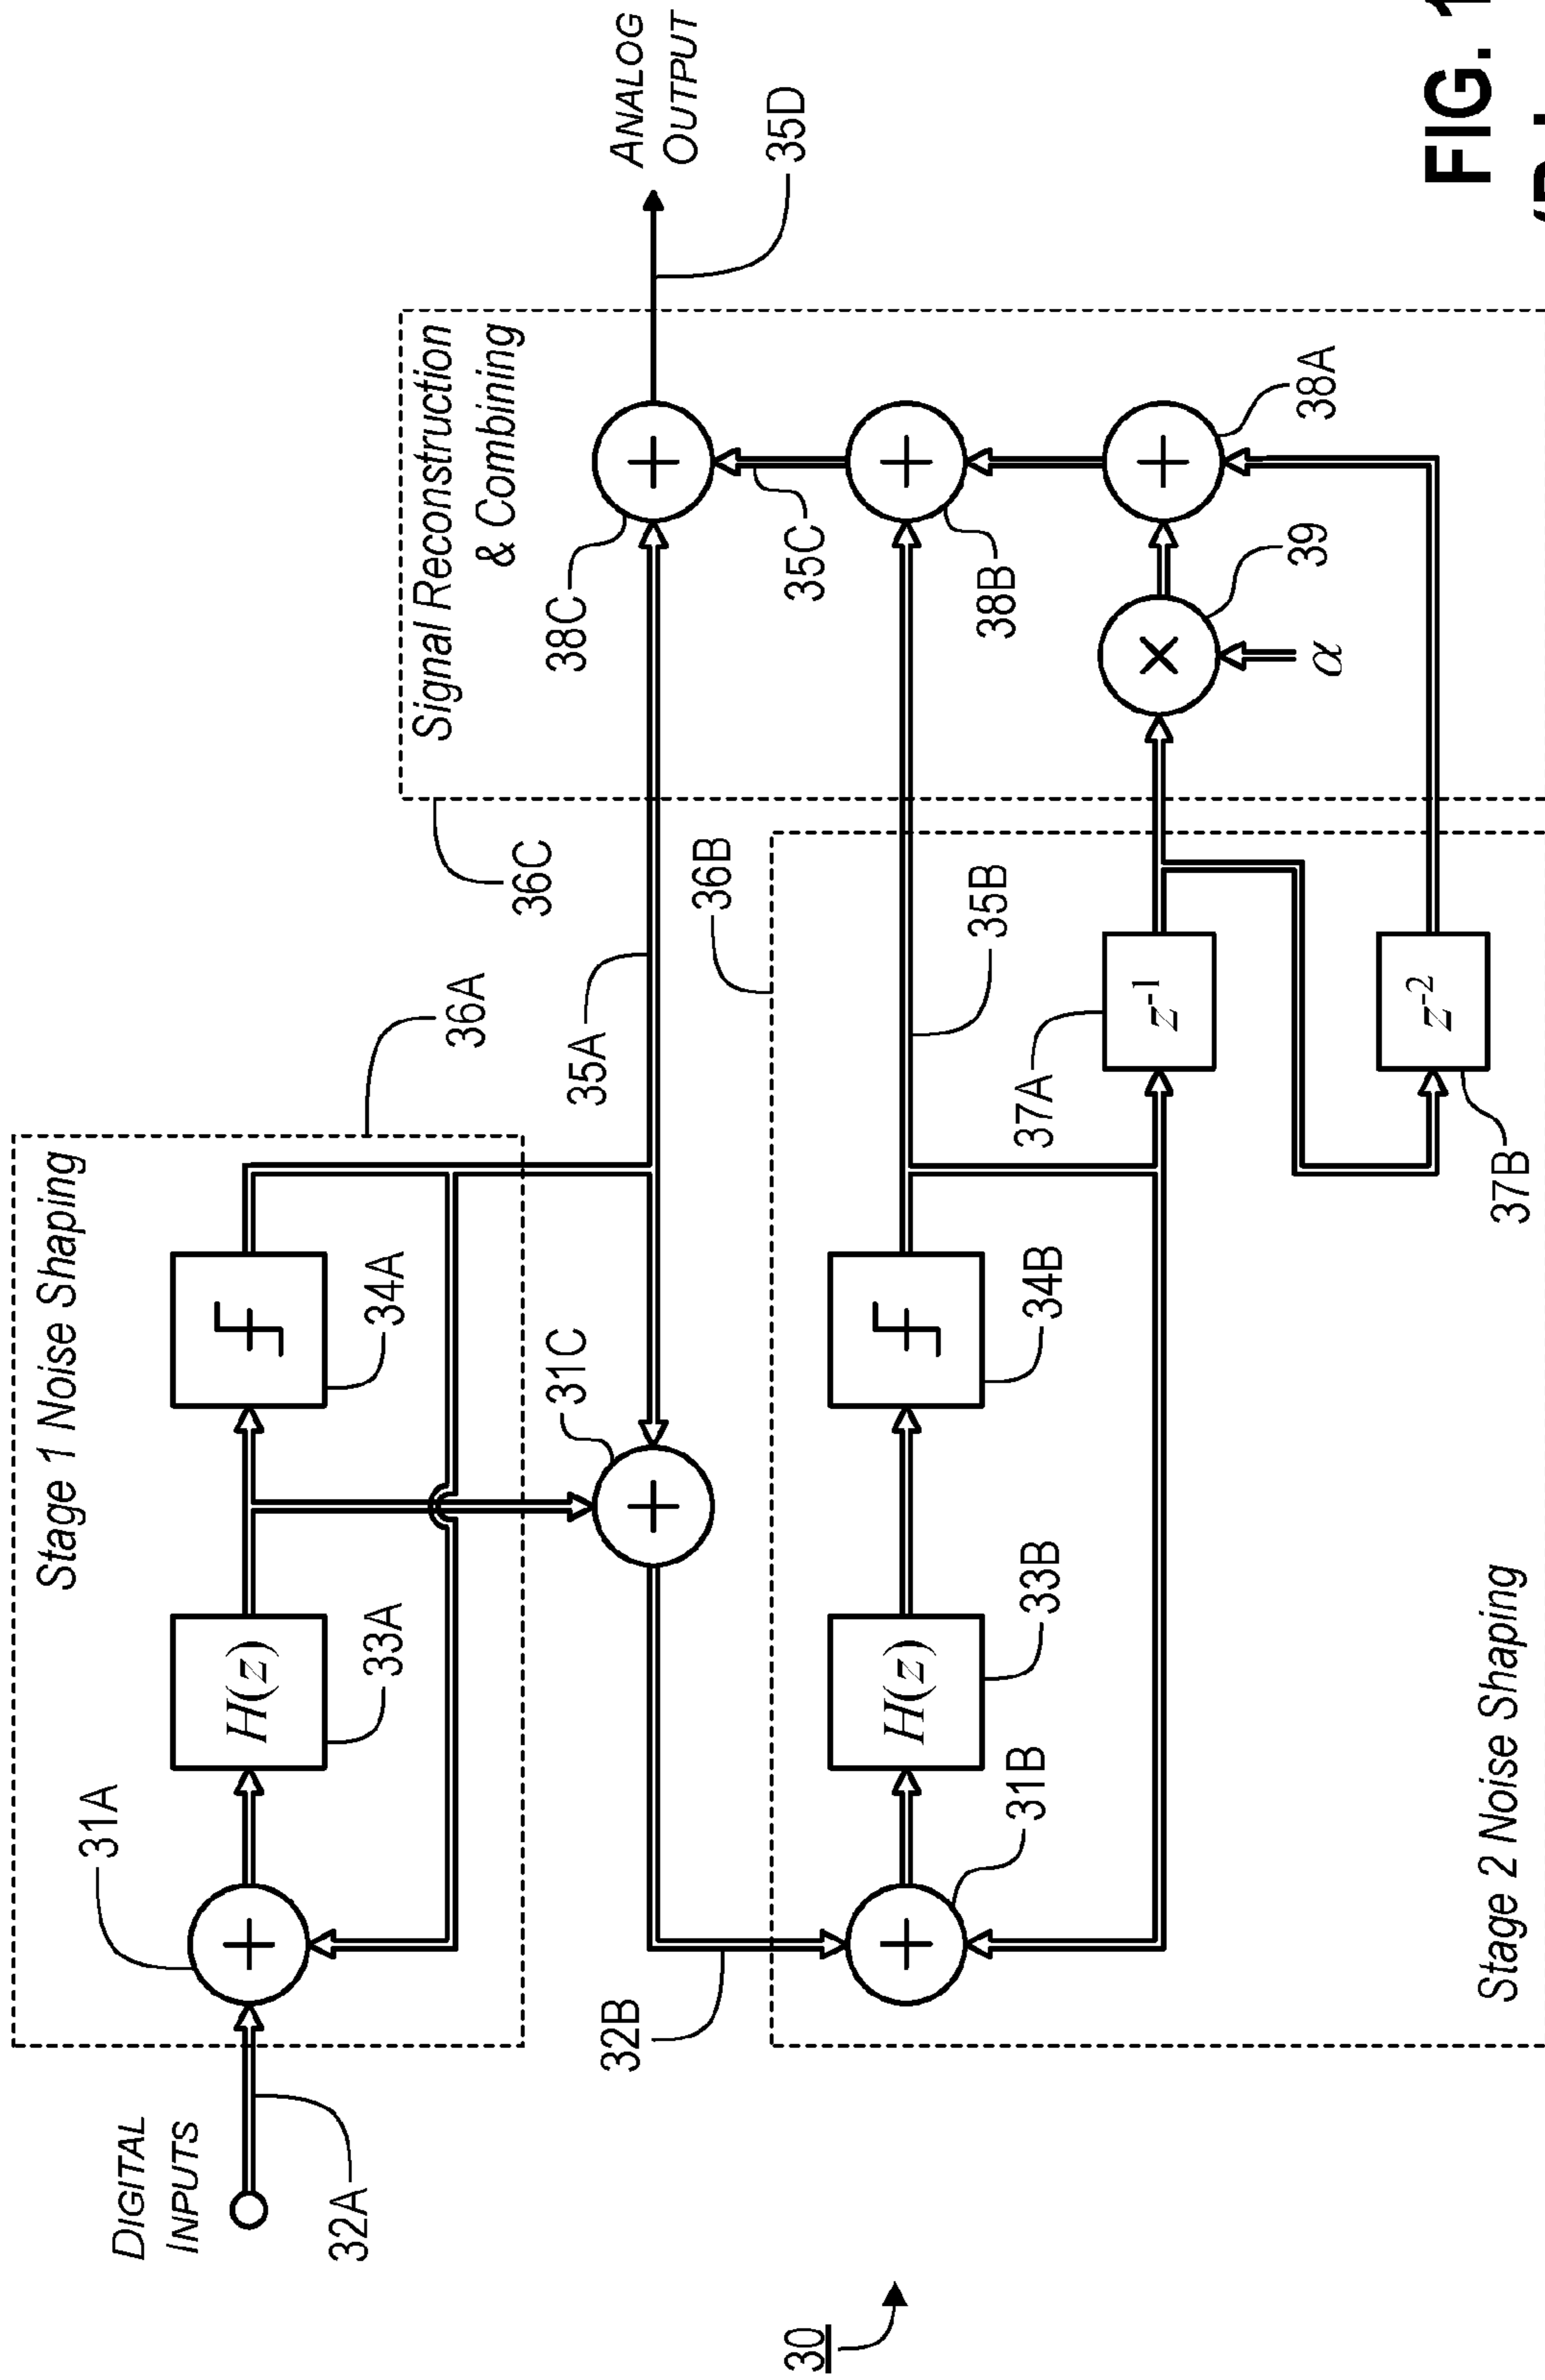 DIGITAL
INPUTS
32A
31A
Stage 1 Noise Shaping
H(z)
33A
34A
36A
31C
32B
35A
36C
Signal Reconstruction
& Combining
38C
ANALOG
OUTPUT
35D
36B
35C
35B
38B
H(z)
33B
34B
31B
37A
z-1
39
α
38A
z-2
37B
Stage 2 Noise Shaping
30
FIG. 1